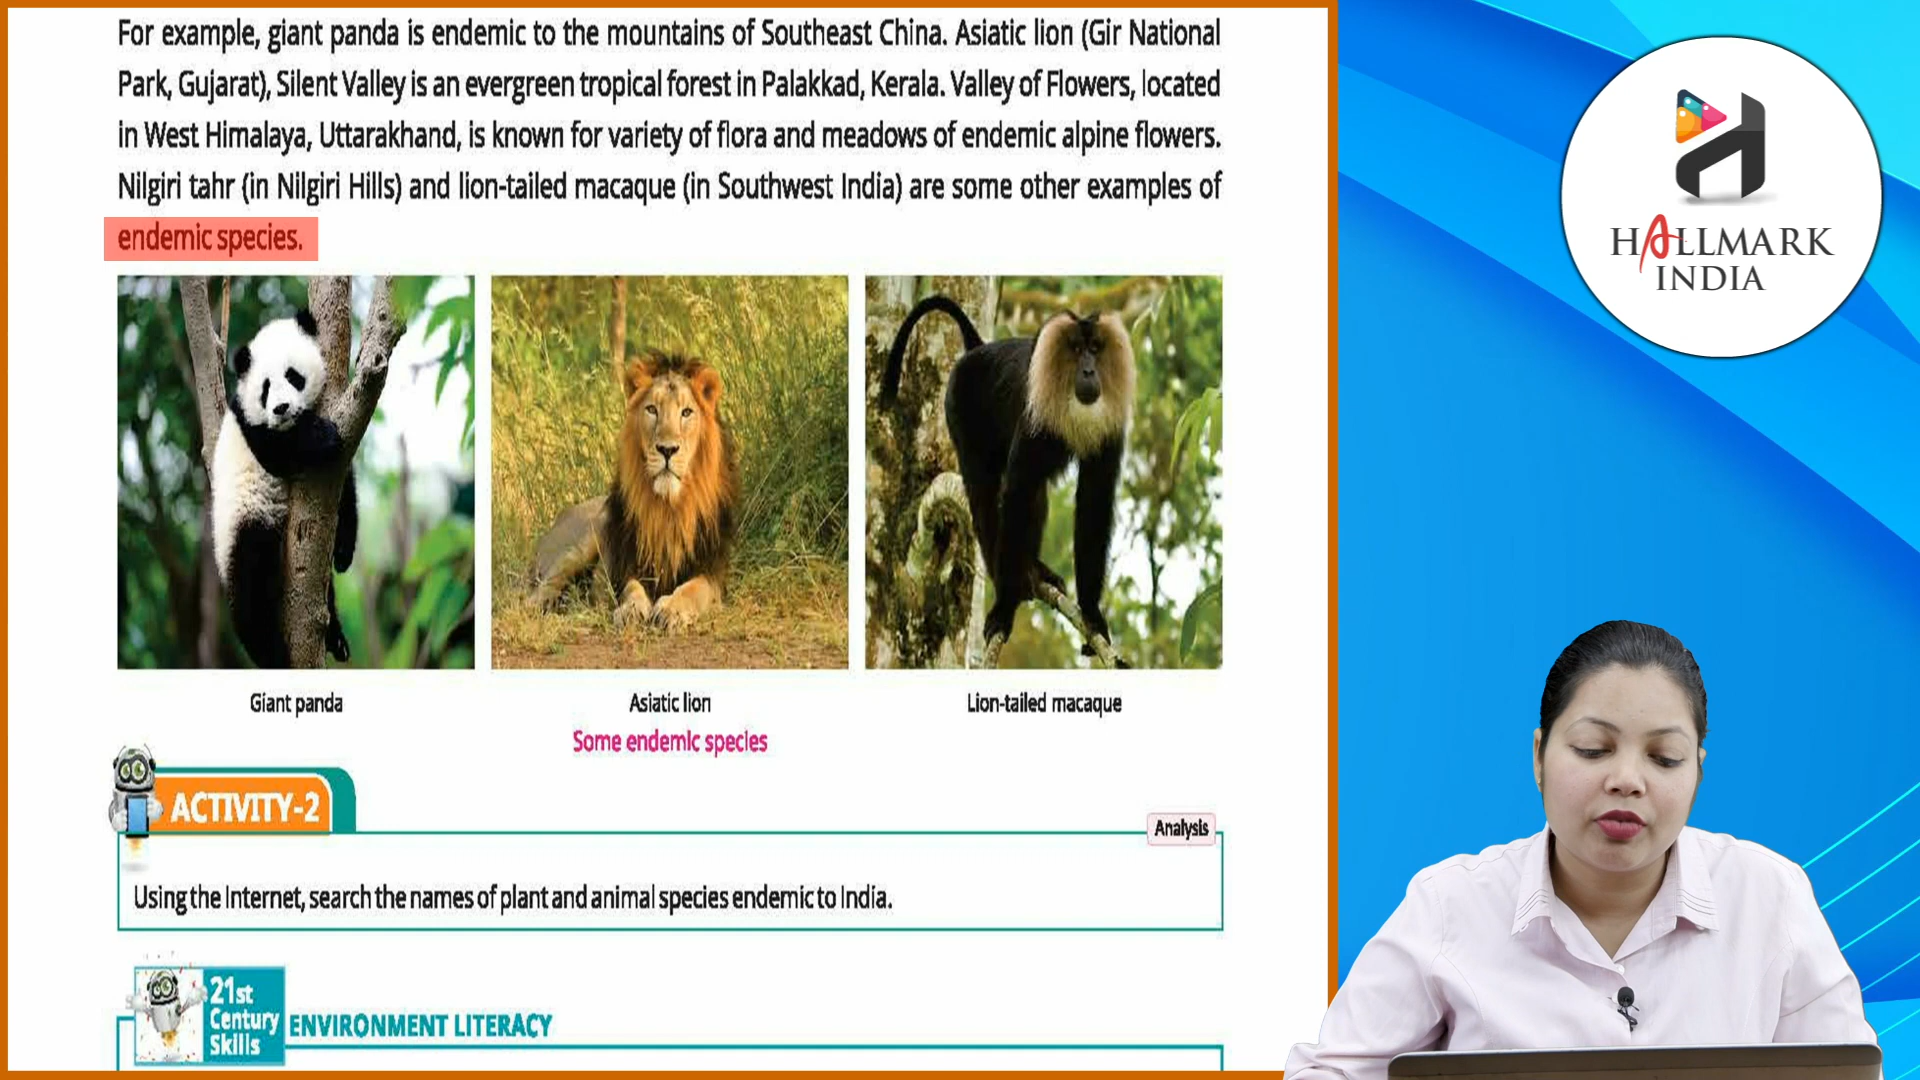 For example, giant panda is endemic to the mountains of Southeast China. Asiatic lion (Gir National
Park, Gujarat), Silent Valley is an evergreen tropical forest in Palakkad, Kerala. Valley of Flowers, located
in West Himalaya, Uttarakhand, is known for variety of flora and meadows of endemic alpine flowers.
Nilgiri tahr (in Nilgiri Hills) and lion-tailed macaque (in Southwest India) are some other examples of
endemic species.
Giant panda
Asiatic lion
Lion-tailed macaque
Some endemic species
ACTIVITY-2
Analysis
Using the Internet, search the names of plant and animal species endemic to India.
21st
Century
Skills
ENVIRONMENT LITERACY
HALLMARK
INDIA